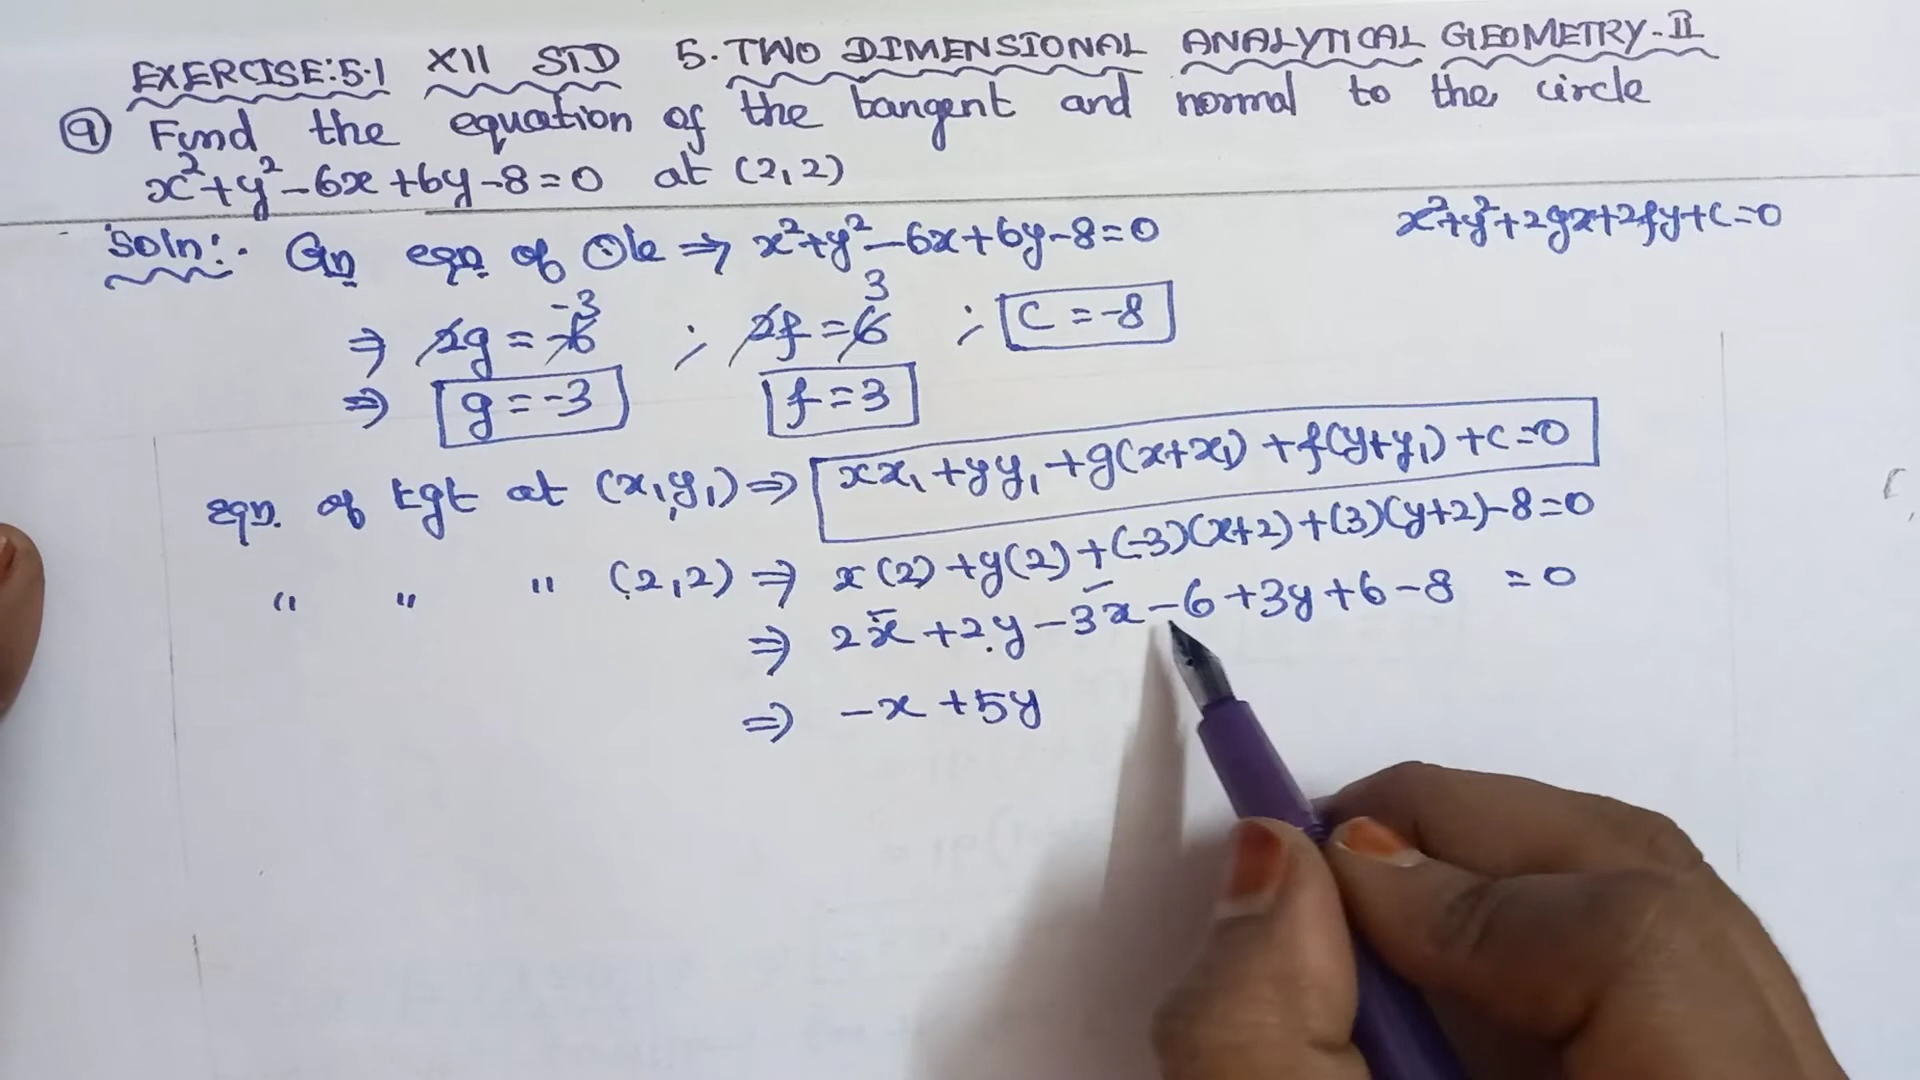 EXERCISE:5.1 XII STD 5.TWO DIMENSIONAL ANALYTICAL GEOMETRY-II
⑨ Find the equation of the tangent and normal to the circle
x²+y²-6x+6y-8=0 at (2,2)
Soln:- Gn eqn. of ⊙le ⇒ x²+y²-6x+6y-8=0
x²+y²+2gx+2fy+c=0
-3 3
⇒ 2g=-6 ; 2f=6 ; C=-8
⇒ g=-3 f=3
eqn. of tgt at (x₁,y₁) ⇒ xx₁+yy₁+g(x+x₁)+f(y+y₁)+c=0
" " " (2,2) ⇒ x(2)+y(2)+(-3)(x+2)+(3)(y+2)-8=0
⇒ 2x+2y-3x-6+3y+6-8 =0
⇒ -x+5y